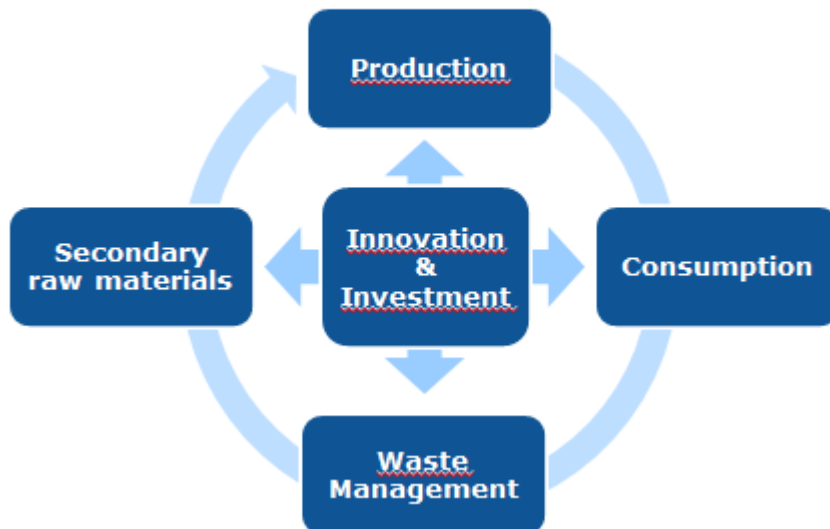 Production
Secondary
raw materials
Innovation
&
Investment
Consumption
Waste
Management